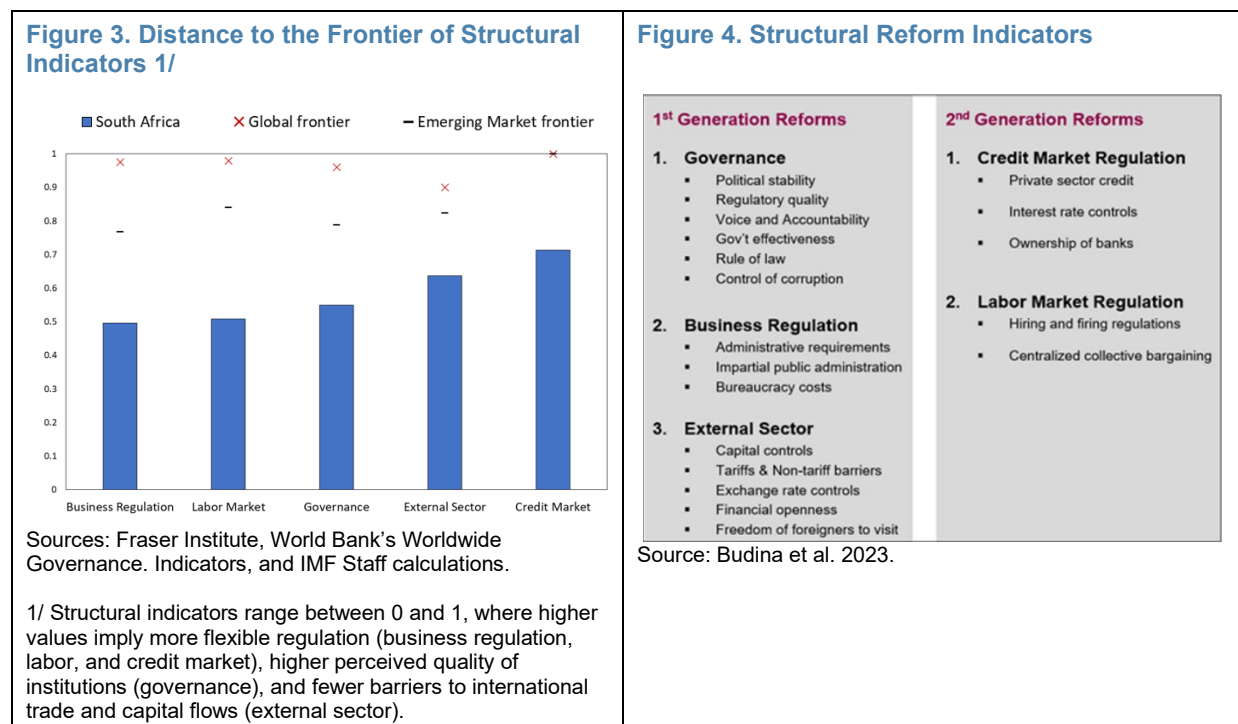 Figure 3. Distance to the Frontier of Structural
Indicators 1/
South Africa
Global frontier
Emerging Market frontier
1
0.9
0.8
0.7
0.6
0.5
0.4
0.3
0.2
0.1
0
Business Regulation
Labor Market
Governance
External Sector
Credit Market
Sources: Fraser Institute, World Bank’s Worldwide
Governance. Indicators, and IMF Staff calculations.
1/ Structural indicators range between 0 and 1, where higher
values imply more flexible regulation (business regulation,
labor, and credit market), higher perceived quality of
institutions (governance), and fewer barriers to international
trade and capital flows (external sector).
Figure 4. Structural Reform Indicators
1st Generation Reforms
1. Governance
▪ Political stability
▪ Regulatory quality
▪ Voice and Accountability
▪ Gov’t effectiveness
▪ Rule of law
▪ Control of corruption
2. Business Regulation
▪ Administrative requirements
▪ Impartial public administration
▪ Bureaucracy costs
3. External Sector
▪ Capital controls
▪ Tariffs & Non-tariff barriers
▪ Exchange rate controls
▪ Financial openness
▪ Freedom of foreigners to visit
2nd Generation Reforms
1. Credit Market Regulation
▪ Private sector credit
▪ Interest rate controls
▪ Ownership of banks
2. Labor Market Regulation
▪ Hiring and firing regulations
▪ Centralized collective bargaining
Source: Budina et al. 2023.